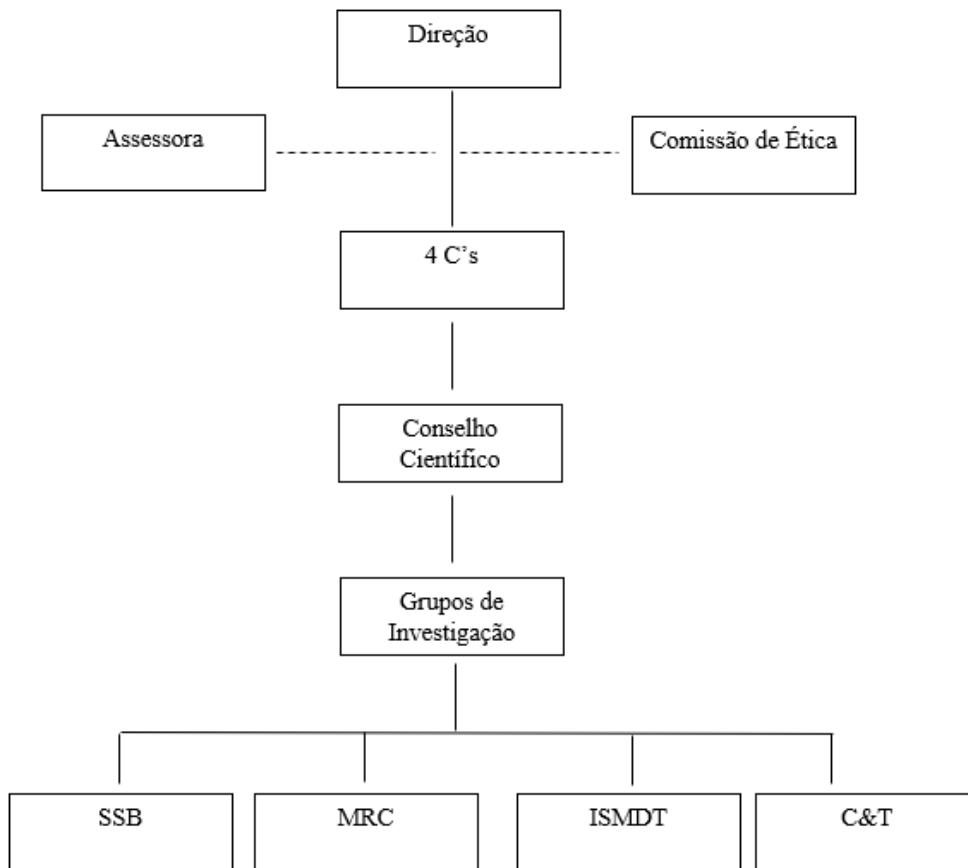 Direção
Assessora
Comissão de Ética
4 C’s
Conselho
Científico
Grupos de
Investigação
SSB
MRC
ISMDT
C&T